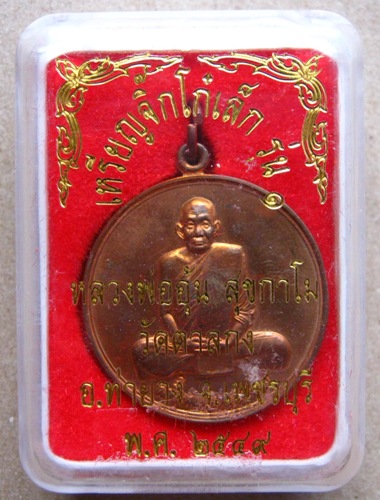 เหรียญจิ๊กโก๋เล็ก รุ่น ๑
หลวงพ่ออุ้น สุขกาโม
วัดตาลกง
อ.ท่ายาง จ.เพชรบุรี
พ.ศ. ๒๕๔๙